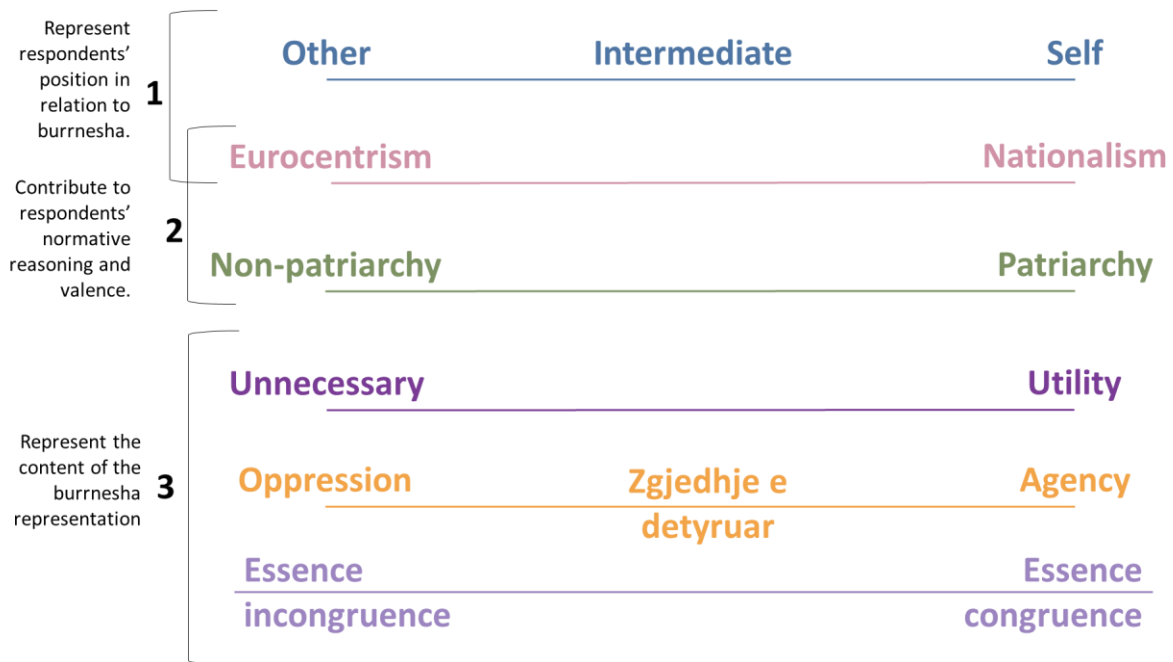 Represent
respondents'
position in
relation to
burrnesha.
1
Other Intermediate Self
Eurocentrism Nationalism
Contribute to
respondents'
normative
reasoning and
valence.
2
Non-patriarchy Patriarchy
Represent the
content of the
burrnesha
representation
3
Unnecessary Utility
Oppression Zgjedhje e Agency
detyruar
Essence Essence
incongruence congruence